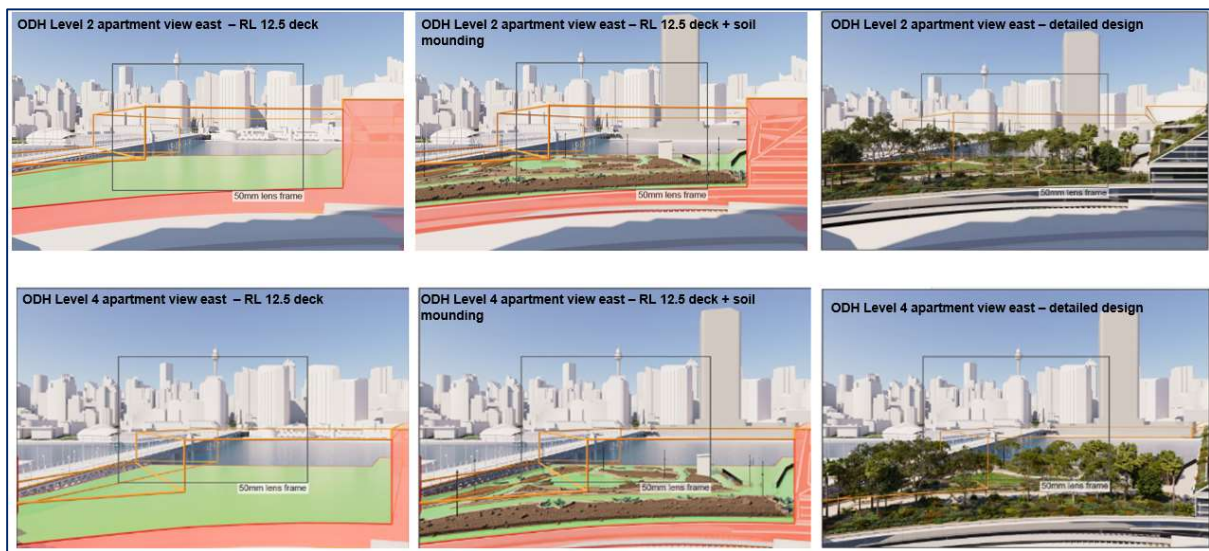 ODH Level 2 apartment view east – RL 12.5 deck
50mm lens frame
ODH Level 2 apartment view east – RL 12.5 deck + soil
mounding
50mm lens frame
ODH Level 2 apartment view east – detailed design
50mm lens frame
ODH Level 4 apartment view east – RL 12.5 deck
50mm lens frame
ODH Level 4 apartment view east – RL 12.5 deck + soil
mounding
50mm lens frame
ODH Level 4 apartment view east – detailed design
50mm lens frame